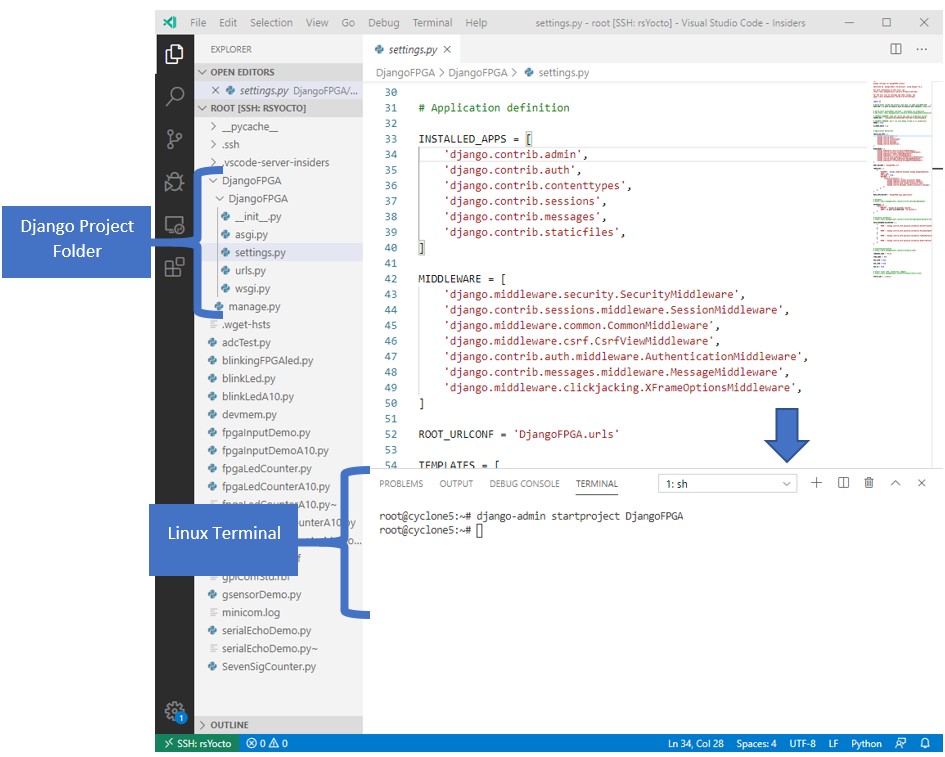 File Edit Selection View Go Debug Terminal Help settings.py - root [SSH: rsYocto] - Visual Studio Code - Insiders
EXPLORER
OPEN EDITORS
settings.py DjangoFPGA/...
ROOT [SSH: RSYOCTO]
__pycache__
.ssh
.vscode-server-insiders
DjangoFPGA
DjangoFPGA
__init__.py
asgi.py
settings.py
urls.py
wsgi.py
manage.py
.wget-hsts
adcTest.py
blinkingFPGAled.py
blinkLed.py
blinkLedA10.py
devmem.py
fpgaInputDemo.py
fpgaInputDemoA10.py
fpgaLedCounter.py
fpgaLedCounterA10.py
fpgaLedCounterA10.py~
unterA10.py
gsensorDemo.py
minicom.log
serialEchoDemo.py
serialEchoDemo.py~
SevenSigCounter.py
OUTLINE
Django Project
Folder
Linux Terminal
settings.py
DjangoFPGA > DjangoFPGA > settings.py
30
31 # Application definition
32
33 INSTALLED_APPS = [
34 'django.contrib.admin',
35 'django.contrib.auth',
36 'django.contrib.contenttypes',
37 'django.contrib.sessions',
38 'django.contrib.messages',
39 'django.contrib.staticfiles',
40 ]
41
42 MIDDLEWARE = [
43 'django.middleware.security.SecurityMiddleware',
44 'django.contrib.sessions.middleware.SessionMiddleware',
45 'django.middleware.common.CommonMiddleware',
46 'django.middleware.csrf.CsrfViewMiddleware',
47 'django.contrib.auth.middleware.AuthenticationMiddleware',
48 'django.contrib.messages.middleware.MessageMiddleware',
49 'django.middleware.clickjacking.XFrameOptionsMiddleware',
50 ]
51
52 ROOT_URLCONF = 'DjangoFPGA.urls'
53
54 TEMPLATES = [
PROBLEMS OUTPUT DEBUG CONSOLE TERMINAL 1: sh
root@cyclone5:~# django-admin startproject DjangoFPGA
root@cyclone5:~#
1
SSH: rsYocto 0 0 Ln 34, Col 28 Spaces: 4 UTF-8 LF Python